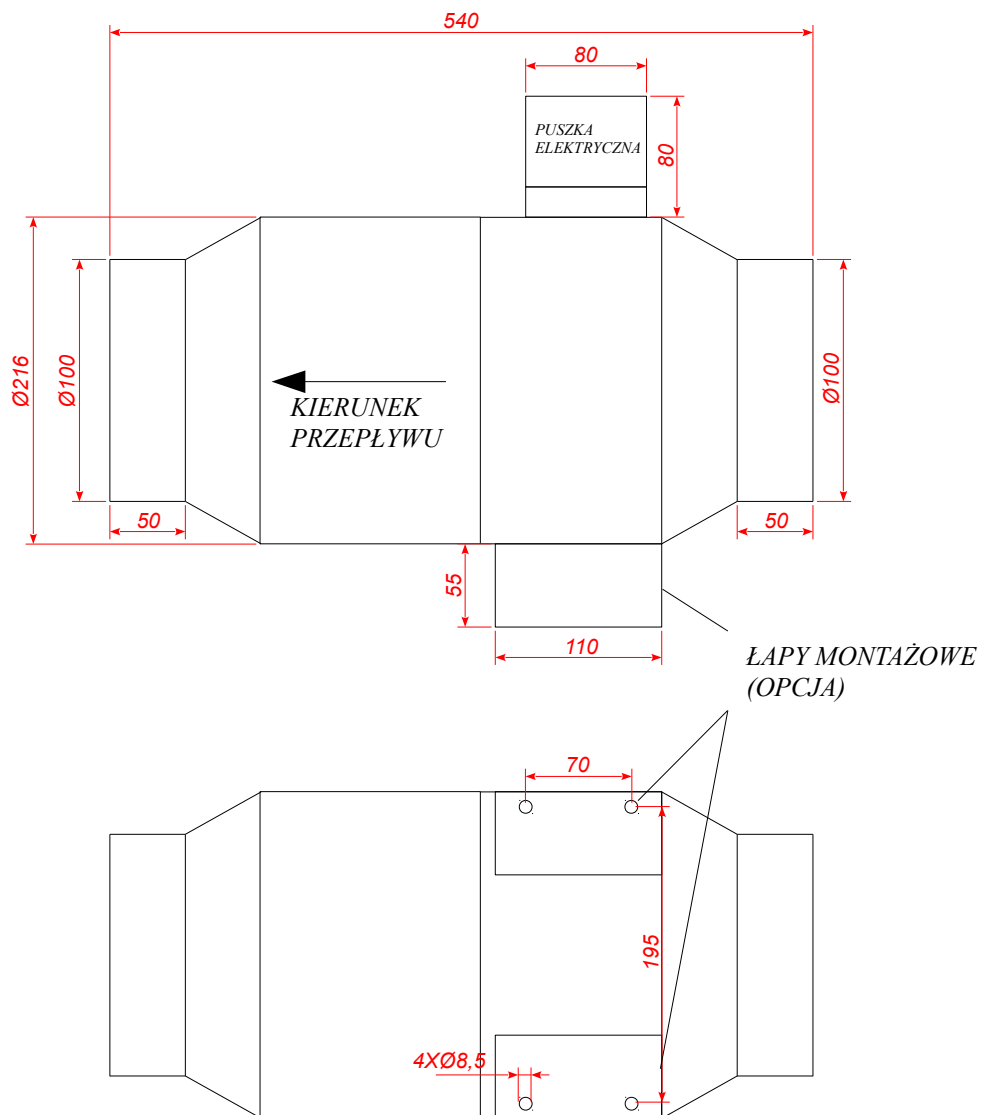 540
80
PUSZKA
ELEKTRYCZNA
80
Ø216
Ø100
Ø100
KIERUNEK
PRZEPŁYWU
50
50
55
110
ŁAPY MONTAŻOWE
(OPCJA)
70
195
4XØ8,5